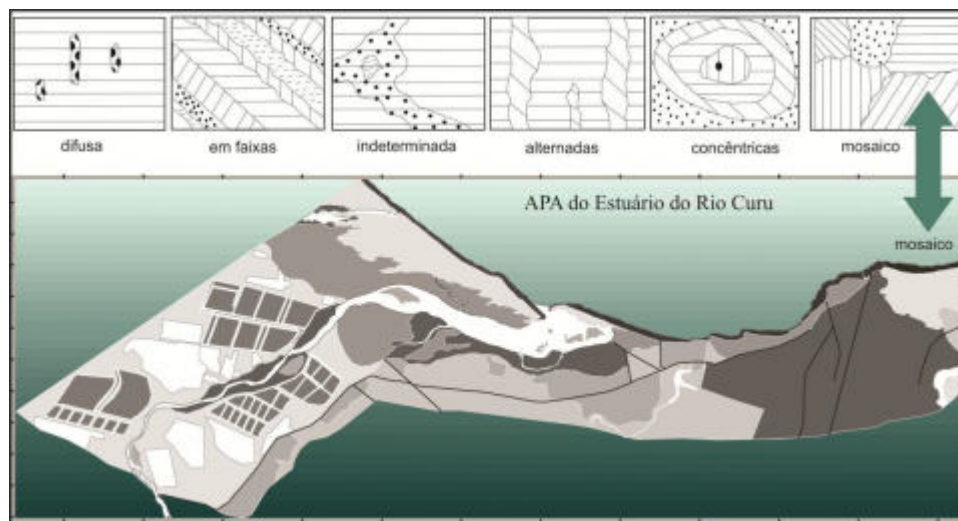 difusa
em faixas
indeterminada
alternadas
concêntricas
mosaico
APA do Estuário do Rio Curu
mosaico